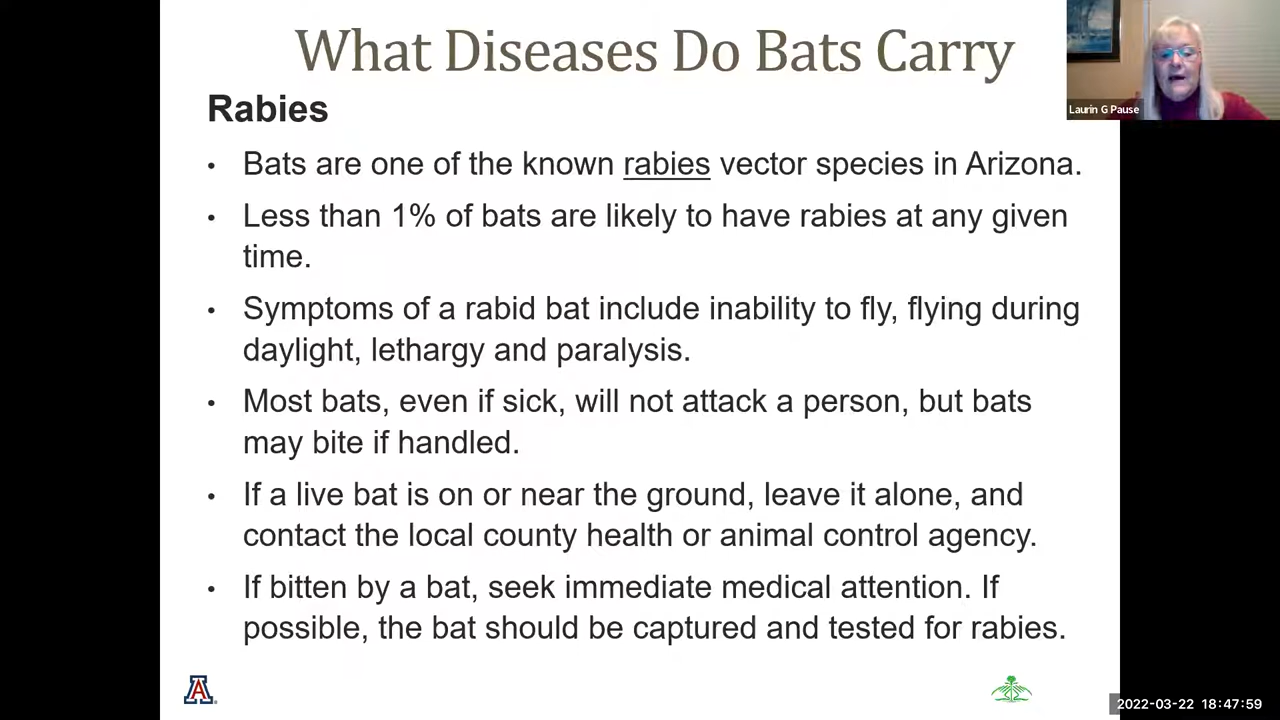 What Diseases Do Bats Carry
Laurin G Pause
Rabies
• Bats are one of the known rabies vector species in Arizona.
• Less than 1% of bats are likely to have rabies at any given
time.
• Symptoms of a rabid bat include inability to fly, flying during
daylight, lethargy and paralysis.
• Most bats, even if sick, will not attack a person, but bats
may bite if handled.
• If a live bat is on or near the ground, leave it alone, and
contact the local county health or animal control agency.
• If bitten by a bat, seek immediate medical attention. If
possible, the bat should be captured and tested for rabies.
A
2022-03-22 18:47:59